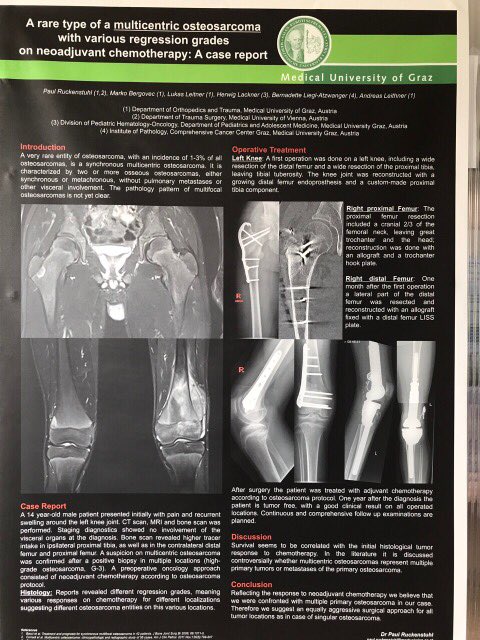 A rare type of a multicentric osteosarcoma
with various regression grades
on neoadjuvant chemotherapy: A case report
Medical University of Graz
Paul Ruckenstuhl (1,2), Marko Bergovec (1), Lukas Leitner (1), Herwig Lackner (3), Bernadette Liegl-Atzwanger (4), Andreas Leithner (1)
(1) Department of Orthopedics and Trauma, Medical University of Graz, Austria
(2) Department of Trauma Surgery, Medical University of Vienna, Austria
(3) Division of Pediatric Hematology-Oncology, Department of Pediatrics and Adolescent Medicine, Medical University Graz, Austria
(4) Institute of Pathology, Comprehensive Cancer Center Graz, Medical University Graz, Austria
Introduction
A very rare entity of osteosarcoma, with an incidence of 1-3% of all
osteosarcomas, is a synchronous multicentric osteosarcoma. It is
characterized by two or more osseous osteosarcomas, either
synchronous or metachronous, without pulmonary metastases or
other visceral involvement. The pathology pattern of multifocal
osteosarcomas is not yet clear.
Case Report
A 14 year-old male patient presented initially with pain and recurrent
swelling around the left knee joint. CT scan, MRI and bone scan was
performed. Staging diagnostics showed no involvement of the
visceral organs at the diagnosis. Bone scan revealed higher tracer
intake in ipsilateral proximal tibia, as well as in the contralateral distal
femur and proximal femur. A suspicion on multicentric osteosarcoma
was confirmed after a positive biopsy in multiple locations (high-
grade osteosarcoma, G-3). A preoperative oncology approach
consisted of neoadjuvant chemotherapy according to osteosarcoma
protocol.
Histology: Reports revealed different regression grades, meaning
various responses on chemotherapy for different localizations
suggesting different osteosarcoma entities on this various locations.
References
Operative Treatment
Left Knee: A first operation was done on a left knee, including a wide
resection of the distal femur and a wide resection of the proximal tibia,
leaving tibial tuberosity. The knee joint was reconstructed with a
growing distal femur endoprosthesis and a custom-made proximal
tibia component.
Right proximal Femur: The
proximal femur resection
included a cranial 2/3 of the
femoral neck, leaving great
trochanter and the head;
reconstruction was done with
an allograft and a trochanter
hook plate.
Right distal Femur: One
month after the first operation
a lateral part of the distal
femur was resected and
reconstructed with an allograft
fixed with a distal femur LISS
plate.
R
R
L
After surgery the patient was treated with adjuvant chemotherapy
according to osteosarcoma protocol. One year after the diagnosis the
patient is tumor free, with a good clinical result on all operated
locations. Continuous and comprehensive follow up examinations are
planned.
Discussion
Survival seems to be correlated with the initial histological tumor
response to chemotherapy. In the literature it is discussed
controversially whether multicentric osteosarcomas represent multiple
primary tumors or metastases of the primary osteosarcoma.
Conclusion
Reflecting the response to neoadjuvant chemotherapy we believe that
we were confronted with multiple primary osteosarcoma in our case.
Therefore we suggest an equally aggressive surgical approach for all
tumor locations as in case of singular osteosarcoma.
Dr Paul Ruckenstuhl